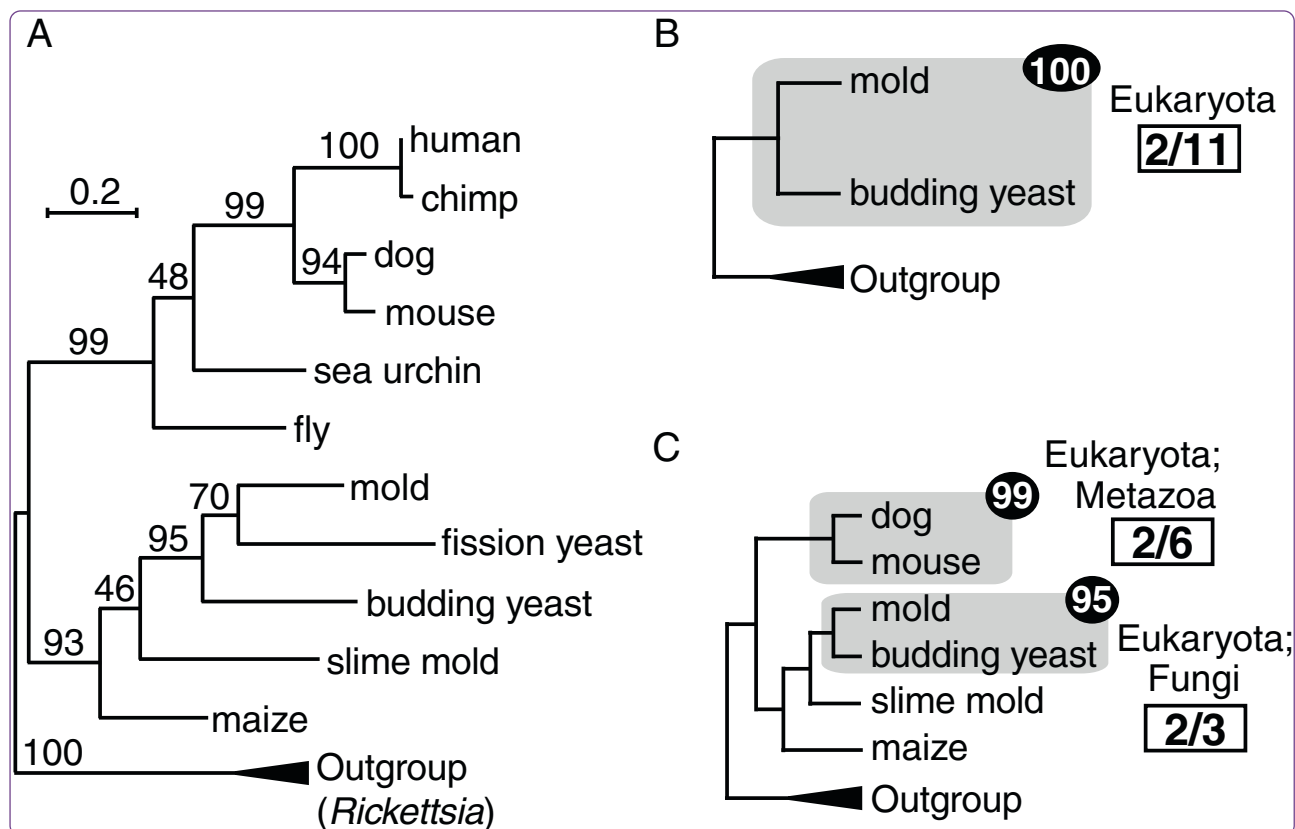 A
0.2
100
human
chimp
99
94
dog
mouse
48
sea urchin
99
fly
70
mold
fission yeast
95
budding yeast
46
slime mold
93
maize
100
Outgroup
(Rickettsia)
B
mold
100
Eukaryota
2/11
budding yeast
Outgroup
C
dog
mouse
99
Eukaryota;
Metazoa
2/6
mold
budding yeast
95
Eukaryota;
Fungi
2/3
slime mold
maize
Outgroup